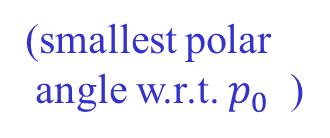 (smallest polar
angle w.r.t. p₀ )